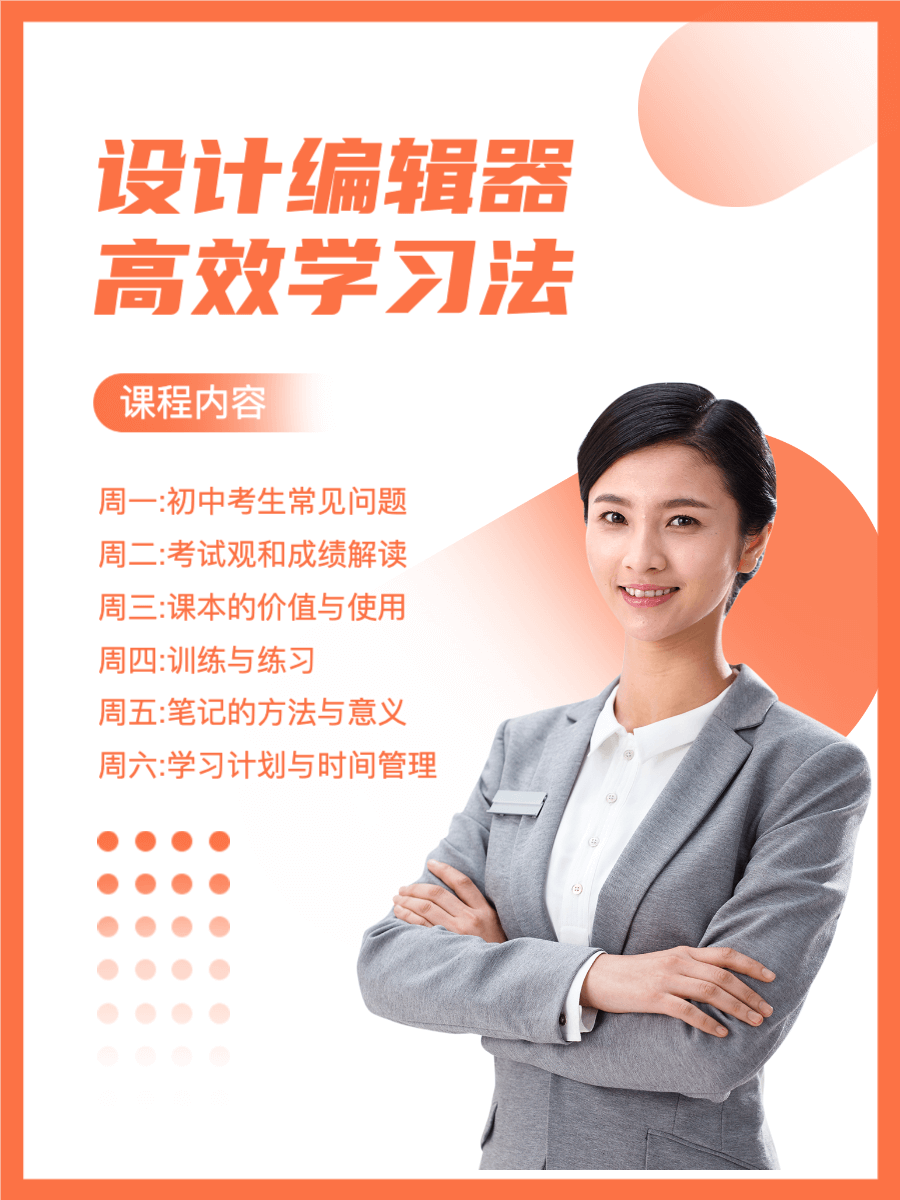 设计编辑器
高效学习法
课程内容
周一:初中考生常见问题
周二:考试观和成绩解读
周三:课本的价值与使用
周四:训练与练习
周五:笔记的方法与意义
周六:学习计划与时间管理